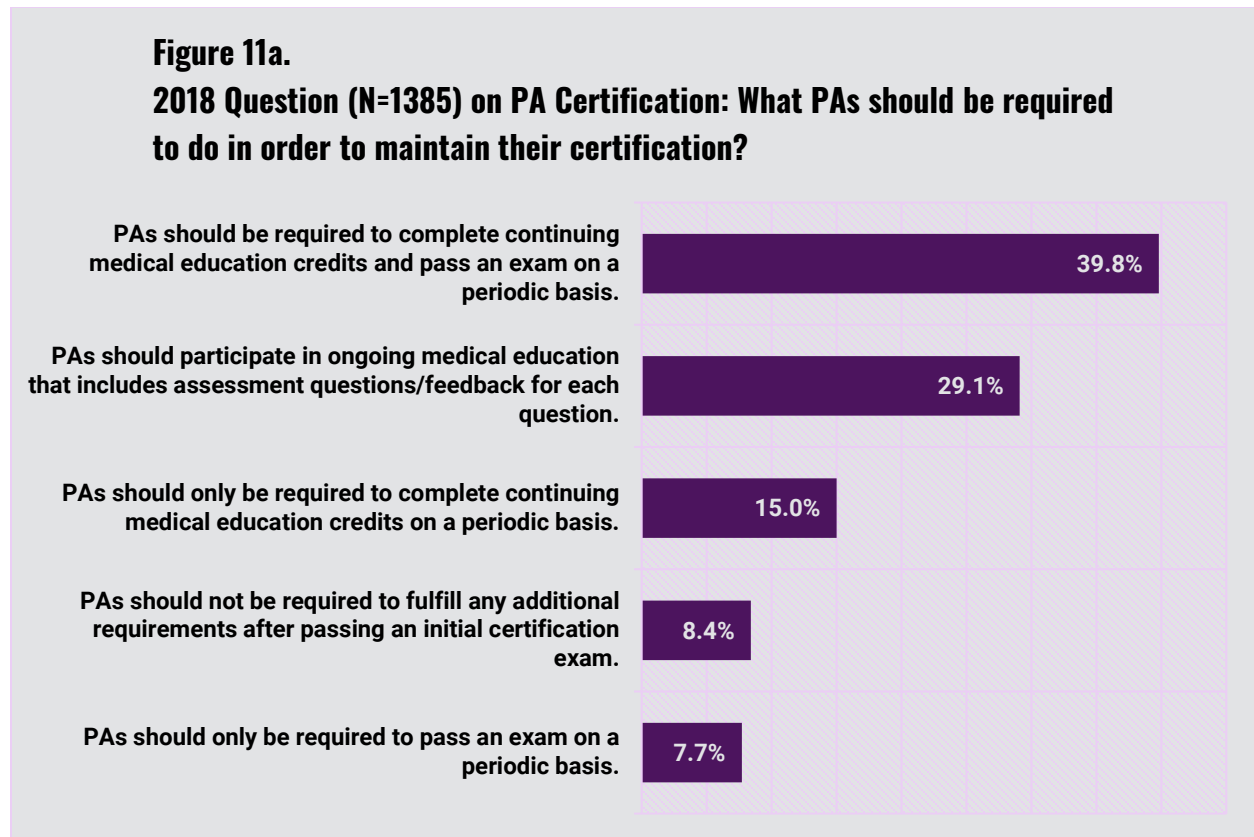 Figure 11a.
2018 Question (N=1385) on PA Certification: What PAs should be required
to do in order to maintain their certification?
PAs should be required to complete continuing
medical education credits and pass an exam on a
periodic basis.
39.8%
PAs should participate in ongoing medical education
that includes assessment questions/feedback for each
question.
29.1%
PAs should only be required to complete continuing
medical education credits on a periodic basis.
15.0%
PAs should not be required to fulfill any additional
requirements after passing an initial certification
exam.
8.4%
PAs should only be required to pass an exam on a
periodic basis.
7.7%